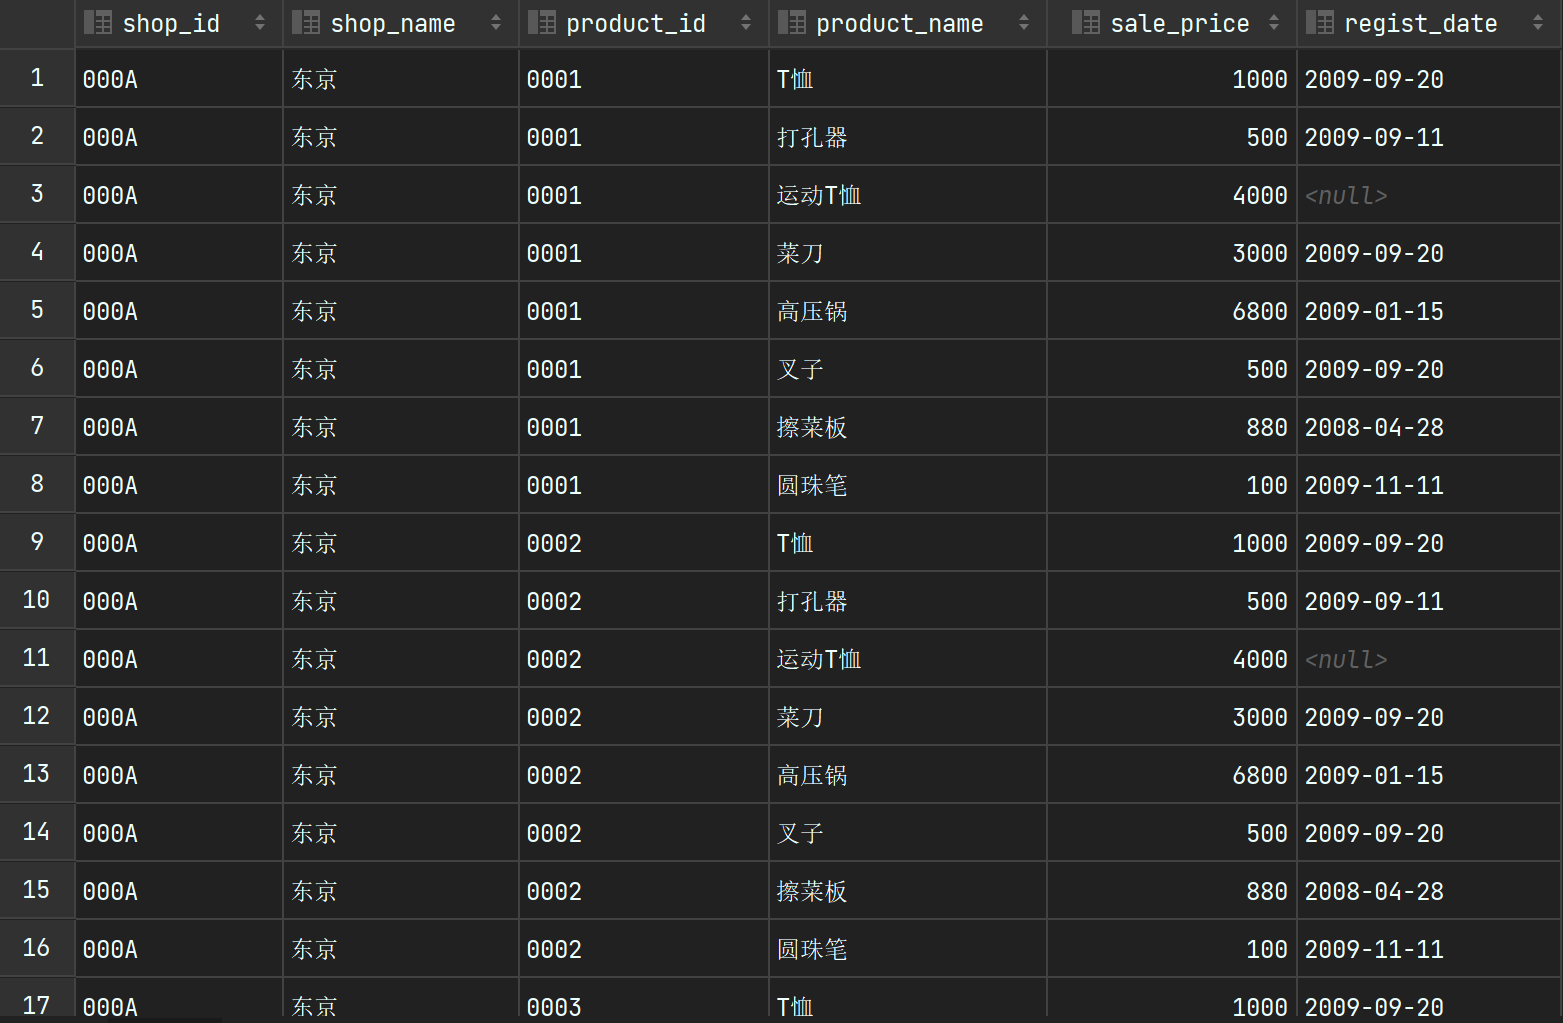 shop_id shop_name product_id product_name sale_price regist_date
1 000A 东京 0001 T恤 1000 2009-09-20
2 000A 东京 0001 打孔器 500 2009-09-11
3 000A 东京 0001 运动T恤 4000 <null>
4 000A 东京 0001 菜刀 3000 2009-09-20
5 000A 东京 0001 高压锅 6800 2009-01-15
6 000A 东京 0001 叉子 500 2009-09-20
7 000A 东京 0001 擦菜板 880 2008-04-28
8 000A 东京 0001 圆珠笔 100 2009-11-11
9 000A 东京 0002 T恤 1000 2009-09-20
10 000A 东京 0002 打孔器 500 2009-09-11
11 000A 东京 0002 运动T恤 4000 <null>
12 000A 东京 0002 菜刀 3000 2009-09-20
13 000A 东京 0002 高压锅 6800 2009-01-15
14 000A 东京 0002 叉子 500 2009-09-20
15 000A 东京 0002 擦菜板 880 2008-04-28
16 000A 东京 0002 圆珠笔 100 2009-11-11
17 000A 东京 0003 T恤 1000 2009-09-20